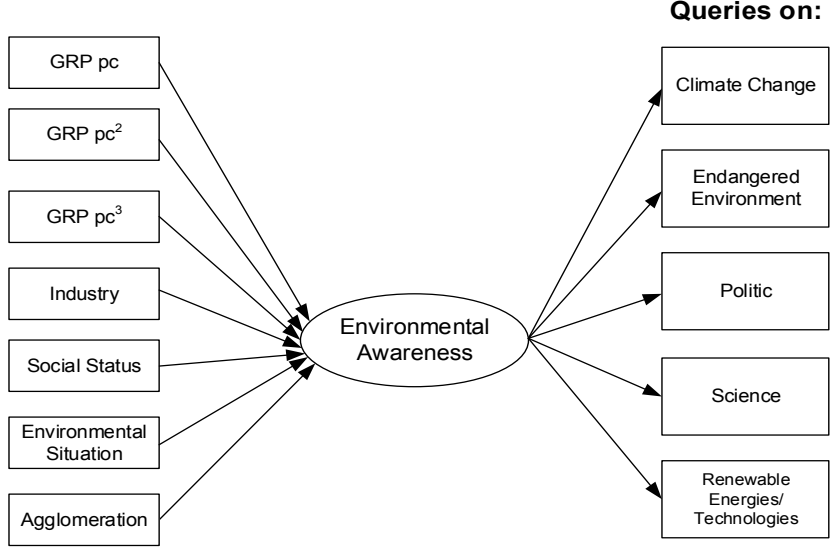 Queries on:
GRP pc
GRP pc²
GRP pc³
Industry
Social Status
Environmental
Situation
Agglomeration
Environmental
Awareness
Climate Change
Endangered
Environment
Politic
Science
Renewable
Energies/
Technologies